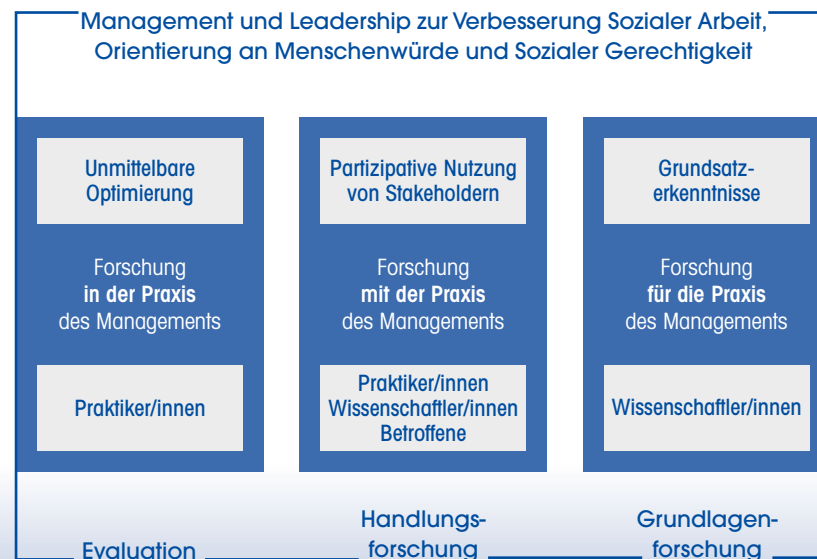 Management und Leadership zur Verbesserung Sozialer Arbeit,
Orientierung an Menschenwürde und Sozialer Gerechtigkeit
Unmittelbare
Optimierung
Forschung
in der Praxis
des Managements
Praktiker/innen
Evaluation
Partizipative Nutzung
von Stakeholdern
Forschung
mit der Praxis
des Managements
Praktiker/innen
Wissenschaftler/innen
Betroffene
Handlungs-
forschung
Grundsatz-
erkenntnisse
Forschung
für die Praxis
des Managements
Wissenschaftler/innen
Grundlagen-
forschung